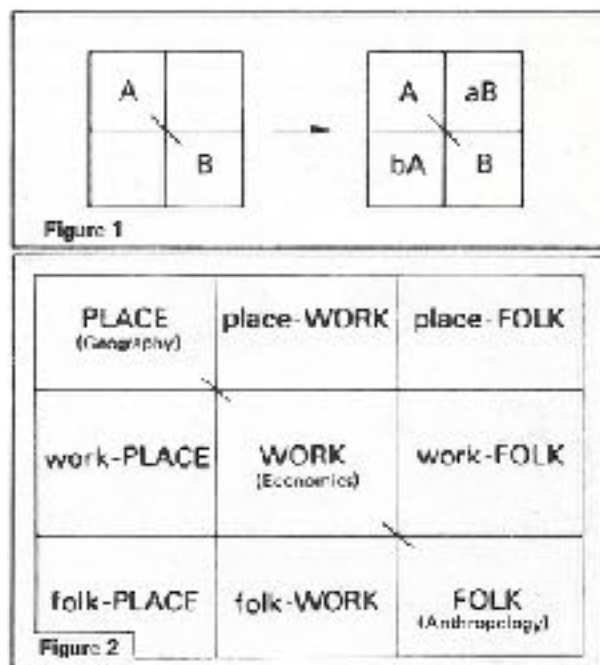 A
B
A aB
bA B
Figure 1
PLACE place-WORK place-FOLK
(Geography)
work-PLACE WORK work-FOLK
(Economics)
folk-PLACE folk-WORK FOLK
(Anthropology)
Figure 2